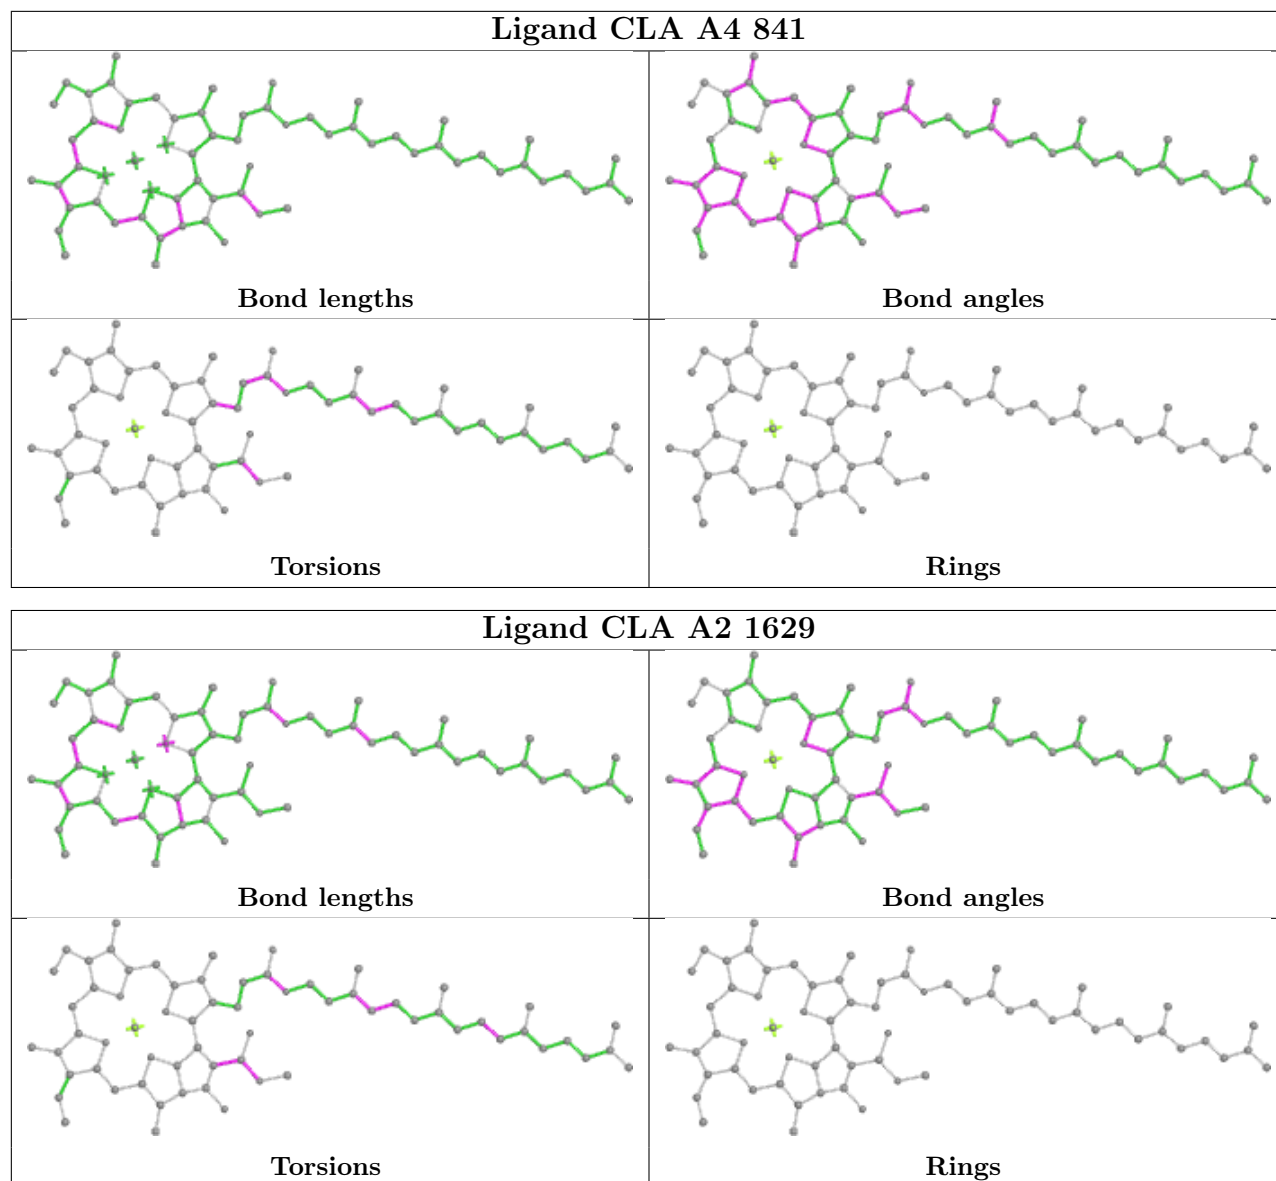 Ligand CLA A4 841
Bond lengths
Bond angles
Torsions
Rings
Ligand CLA A2 1629
Bond lengths
Bond angles
Torsions
Rings